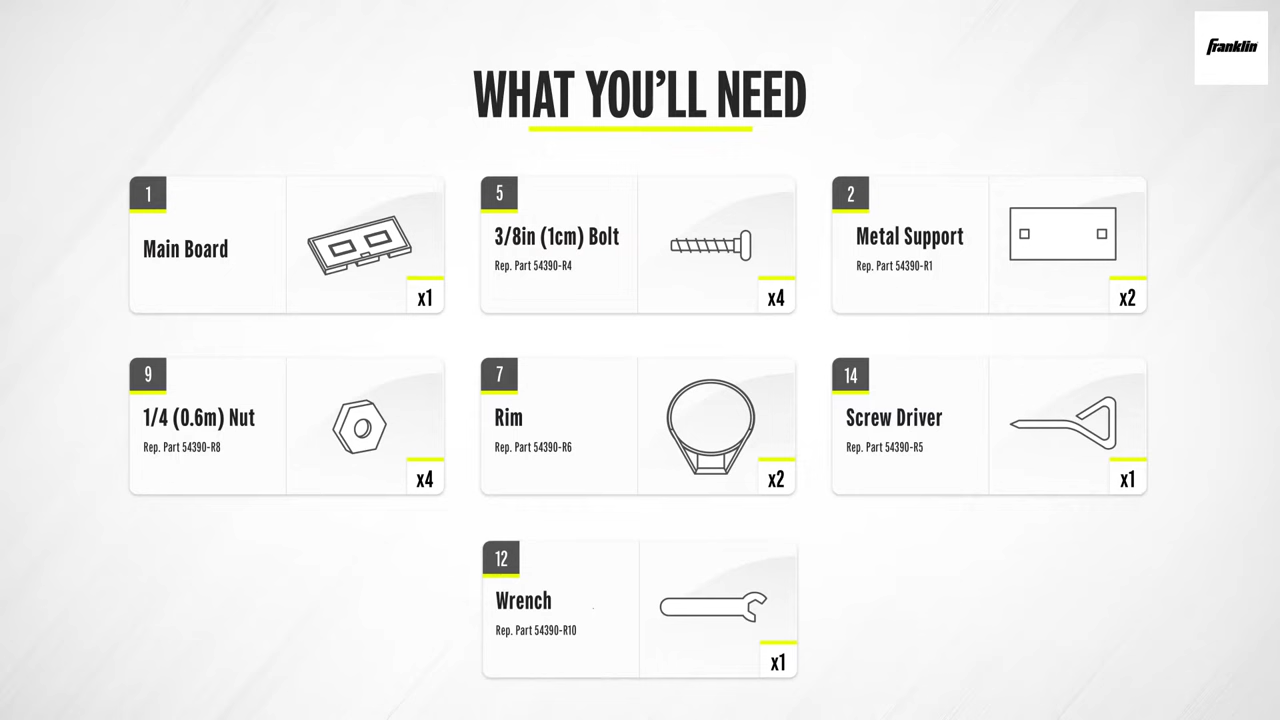 Franklin
WHAT YOU'LL NEED
1
Main Board
x1
5
3/8in (1cm) Bolt
Rep. Part 54390-R4
x4
2
Metal Support
Rep. Part 54390-R1
x2
9
1/4 (0.6m) Nut
Rep. Part 54390-R8
x4
7
Rim
Rep. Part 54390-R6
x2
14
Screw Driver
Rep. Part 54390-R5
x1
12
Wrench
Rep. Part 54390-R10
x1